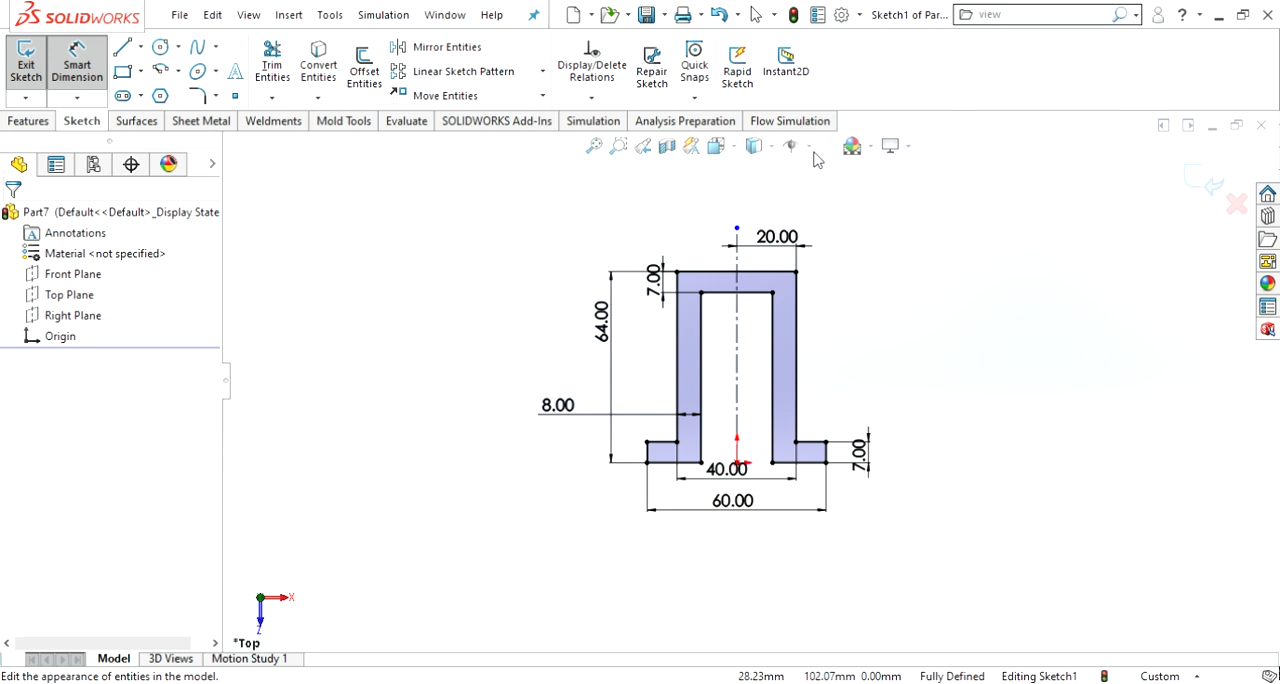 SOLIDWORKS File Edit View Insert Tools Simulation Window Help Sketch1 of Par... view
Exit Sketch
Smart Dimension
Trim Entities
Convert Entities
Offset Entities
Mirror Entities
Linear Sketch Pattern
Move Entities
Display/Delete Relations
Repair Sketch
Quick Snaps
Rapid Sketch
Instant2D
Features Sketch Surfaces Sheet Metal Weldments Mold Tools Evaluate SOLIDWORKS Add-Ins Simulation Analysis Preparation Flow Simulation
Part7 (Default<<Default>_Display State
Annotations
Material <not specified>
Front Plane
Top Plane
Right Plane
Origin
20.00
7.00
64.00
8.00
7.00
40.00
60.00
X
Z
*Top
Model 3D Views Motion Study 1
Edit the appearance of entities in the model. 28.23mm 102.07mm 0.00mm Fully Defined Editing Sketch1 Custom